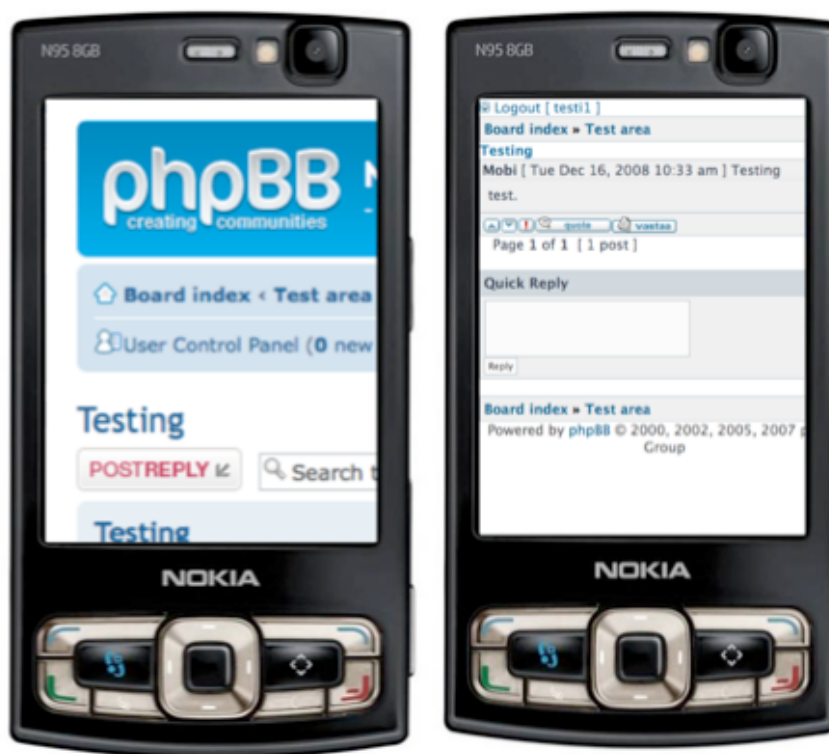 N95 8GB
phpBB
creating communities
Board index ‹ Test area
User Control Panel (0 new
Testing
POSTREPLY
Search t
Testing
NOKIA
N95 8GB
Logout [ testi1 ]
Board index » Test area
Testing
Mobi [ Tue Dec 16, 2008 10:33 am ] Testing
test.
quote vastaa
Page 1 of 1 [ 1 post ]
Quick Reply
Reply
Board index » Test area
Powered by phpBB © 2000, 2002, 2005, 2007 p
Group
NOKIA